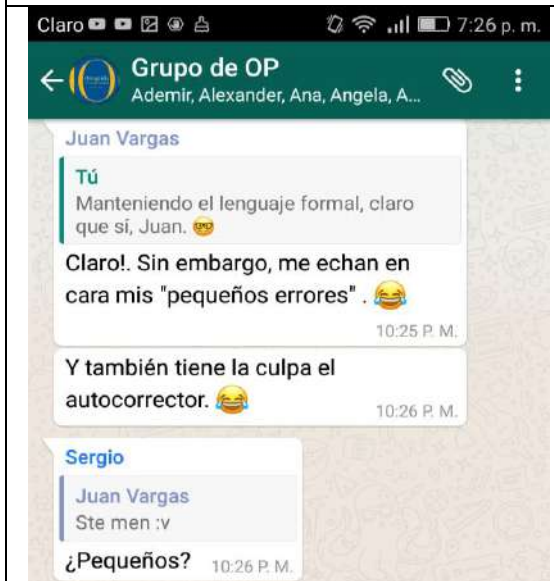 Claro 7:26 p. m.
Grupo de OP
Ademir, Alexander, Ana, Angela, A...
Juan Vargas
Tú
Manteniendo el lenguaje formal, claro
que sí, Juan. 🤓
Claro!. Sin embargo, me echan en
cara mis "pequeños errores" . 😂
10:25 P. M.
Y también tiene la culpa el
autocorrector. 😂
10:26 P. M.
Sergio
Juan Vargas
Ste men :v
¿Pequeños? 10:26 P. M.